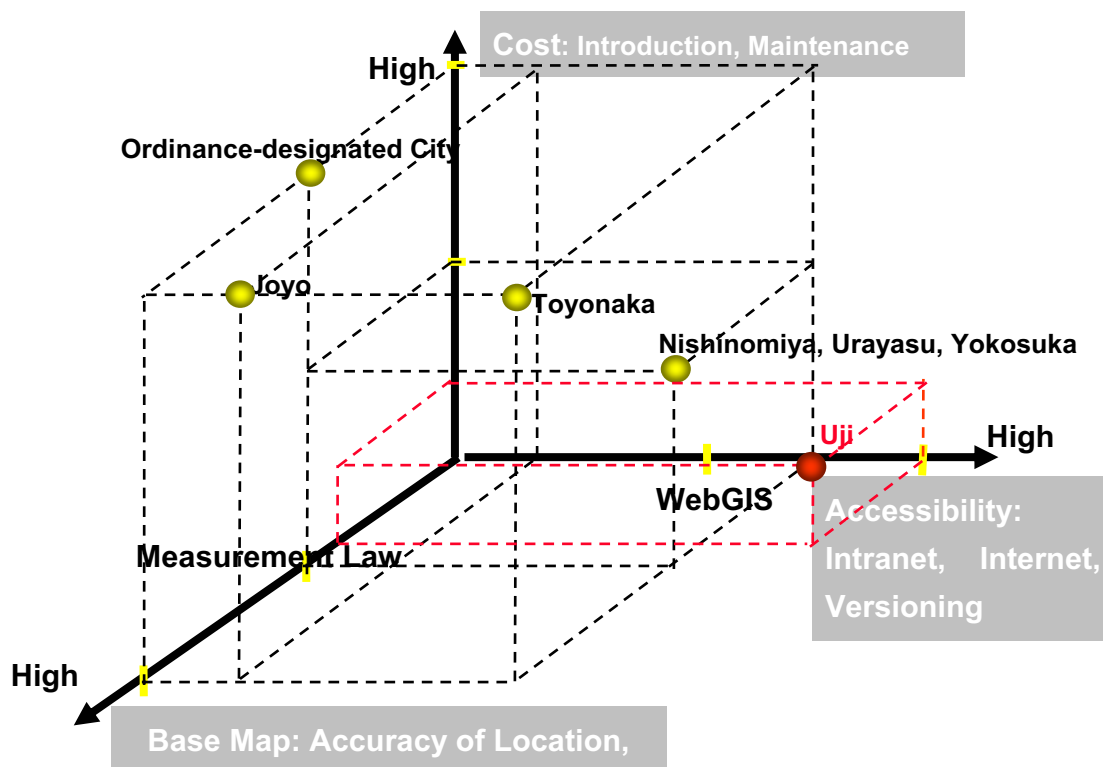 Cost: Introduction, Maintenance
High
Ordinance-designated City
Joyo
Toyonaka
Nishinomiya, Urayasu, Yokosuka
Uji
High
WebGIS
Accessibility:
Intranet, Internet,
Versioning
Measurement Law
High
Base Map: Accuracy of Location,